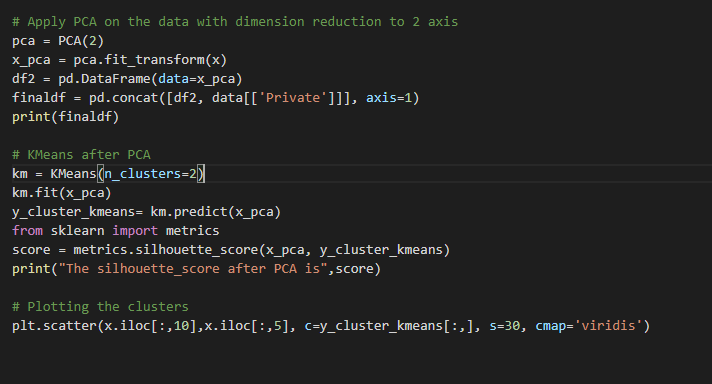 # Apply PCA on the data with dimension reduction to 2 axis
pca = PCA(2)
x_pca = pca.fit_transform(x)
df2 = pd.DataFrame(data=x_pca)
finaldf = pd.concat([df2, data[['Private']]], axis=1)
print(finaldf)
# KMeans after PCA
km = KMeans(n_clusters=2)
km.fit(x_pca)
y_cluster_kmeans= km.predict(x_pca)
from sklearn import metrics
score = metrics.silhouette_score(x_pca, y_cluster_kmeans)
print("The silhouette_score after PCA is",score)
# Plotting the clusters
plt.scatter(x.iloc[:,10],x.iloc[:,5], c=y_cluster_kmeans[:,], s=30, cmap='viridis')